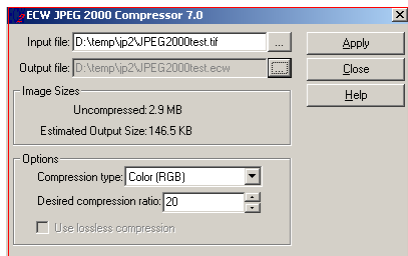 ECW JPEG 2000 Compressor 7.0
Input file: D:\temp\jp2\JPEG2000test.tif ... Apply
Output file: D:\temp\jp2\JPEG2000test.ecw ... Close
Image Sizes Help
Uncompressed: 2.9 MB
Estimated Output Size: 146.5 KB
Options
Compression type: Color (RGB)
Desired compression ratio: 20
Use lossless compression